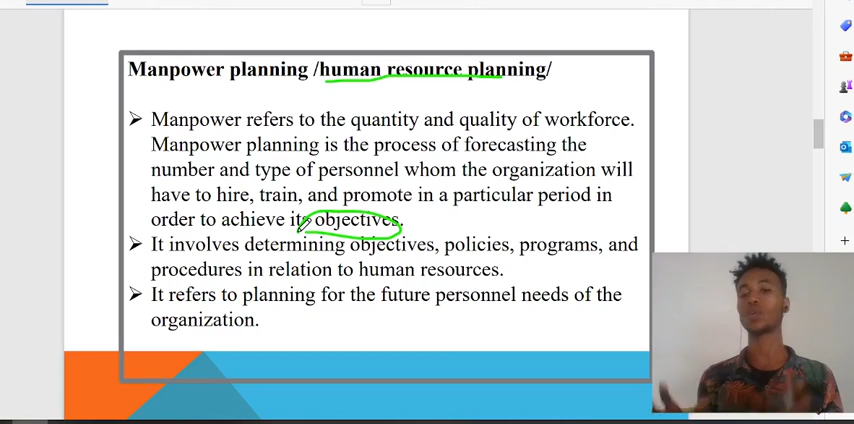 Manpower planning /human resource planning/
➢ Manpower refers to the quantity and quality of workforce.
Manpower planning is the process of forecasting the
number and type of personnel whom the organization will
have to hire, train, and promote in a particular period in
order to achieve its objectives.
➢ It involves determining objectives, policies, programs, and
procedures in relation to human resources.
➢ It refers to planning for the future personnel needs of the
organization.